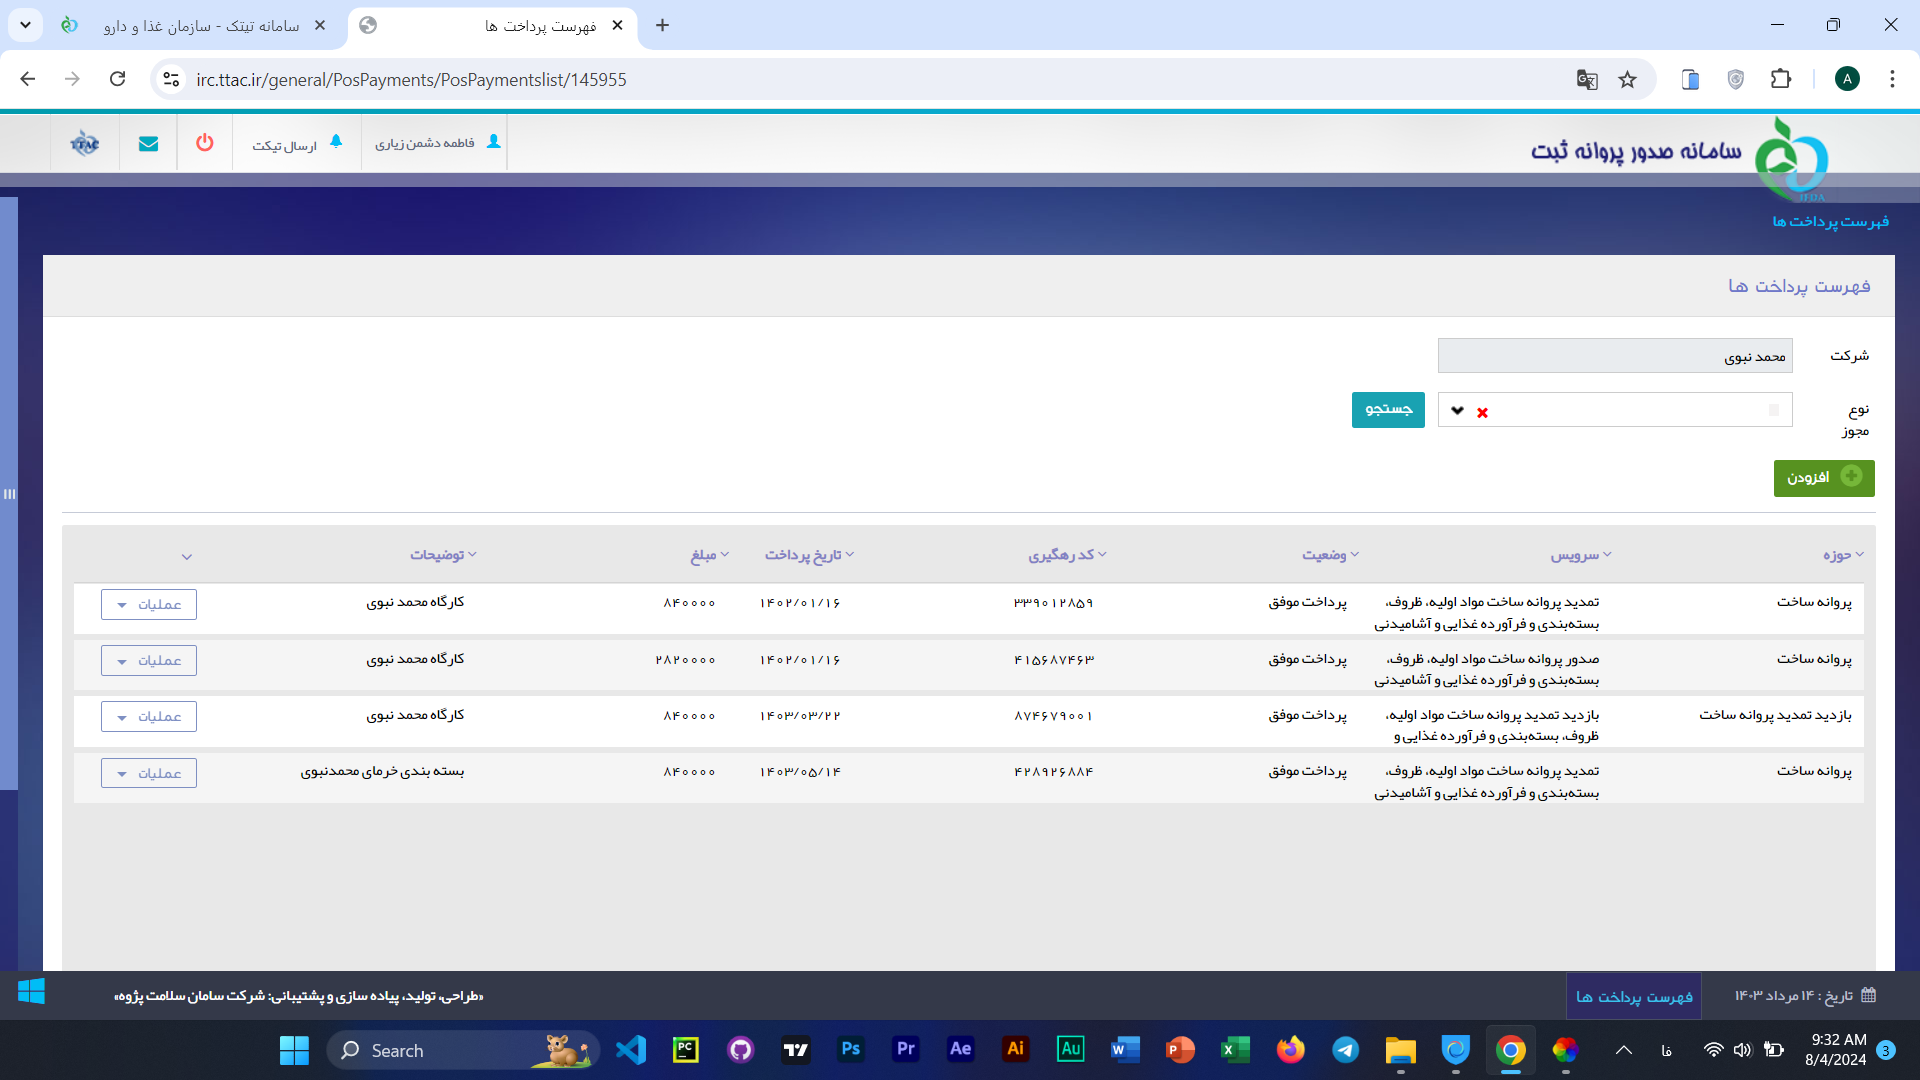 سامانه تیتک - سازمان غذا و دارو
فهرست پرداخت ها
irc.ttac.ir/general/PosPayments/PosPaymentslist/145955
A
TTAC
ارسال تیکت
فاطمه دشمن زیاری
سامانه صدور پروانه ثبت
IFDA
فهرست پرداخت ها
فهرست پرداخت ها
شرکت
محمد نبوی
نوع مجوز
جستجو
افزودن
حوزه سرویس وضعیت کد رهگیری تاریخ پرداخت مبلغ توضیحات
پروانه ساخت تمدید پروانه ساخت مواد اولیه، ظروف، پرداخت موفق ۳۳۹۰۱۲۸۵۹ ۱۴۰۲/۰۱/۱۶ ۸۴۰۰۰۰ کارگاه محمد نبوی عملیات
بسته‌بندی و فرآورده غذایی و آشامیدنی
پروانه ساخت صدور پروانه ساخت مواد اولیه، ظروف، پرداخت موفق ۴۱۵۶۸۷۴۶۳ ۱۴۰۲/۰۱/۱۶ ۲۸۲۰۰۰۰ کارگاه محمد نبوی عملیات
بسته‌بندی و فرآورده غذایی و آشامیدنی
بازدید تمدید پروانه ساخت بازدید تمدید پروانه ساخت مواد اولیه، پرداخت موفق ۸۷۴۶۷۹۰۰۱ ۱۴۰۳/۰۳/۲۲ ۸۴۰۰۰۰ کارگاه محمد نبوی عملیات
ظروف، بسته‌بندی و فرآورده غذایی و
پروانه ساخت تمدید پروانه ساخت مواد اولیه، ظروف، پرداخت موفق ۴۲۸۹۲۶۸۸۴ ۱۴۰۳/۰۵/۱۴ ۸۴۰۰۰۰ بسته بندی خرمای محمدنبوی عملیات
بسته‌بندی و فرآورده غذایی و آشامیدنی
تاریخ : ۱۴ مرداد ۱۴۰۳
فهرست پرداخت ها
«طراحی، تولید، پیاده سازی و پشتیبانی: شرکت سامان سلامت پژوه»
Search
PC
Ps
Pr
Ae
Ai
Au
W
P
X
فا
9:32 AM
8/4/2024
3